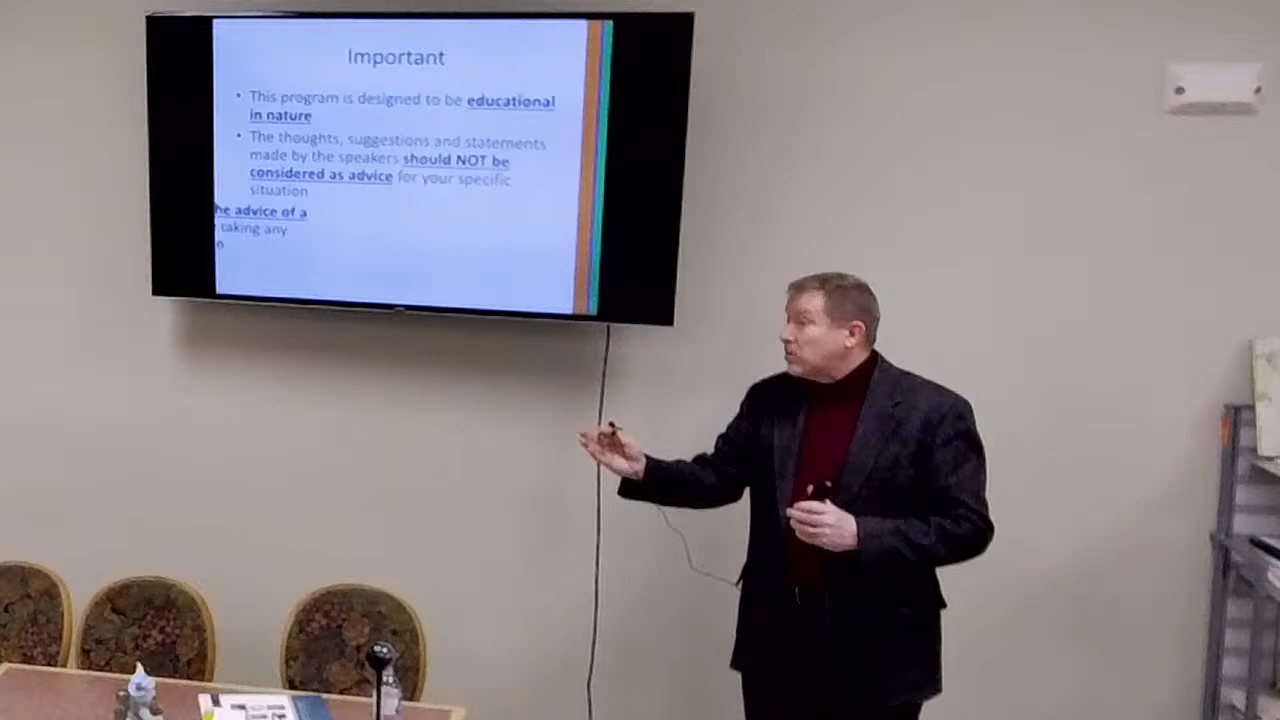 Important
• This program is designed to be educational
in nature
• The thoughts, suggestions and statements
made by the speakers should NOT be
considered as advice for your specific
situation
he advice of a
taking any
n